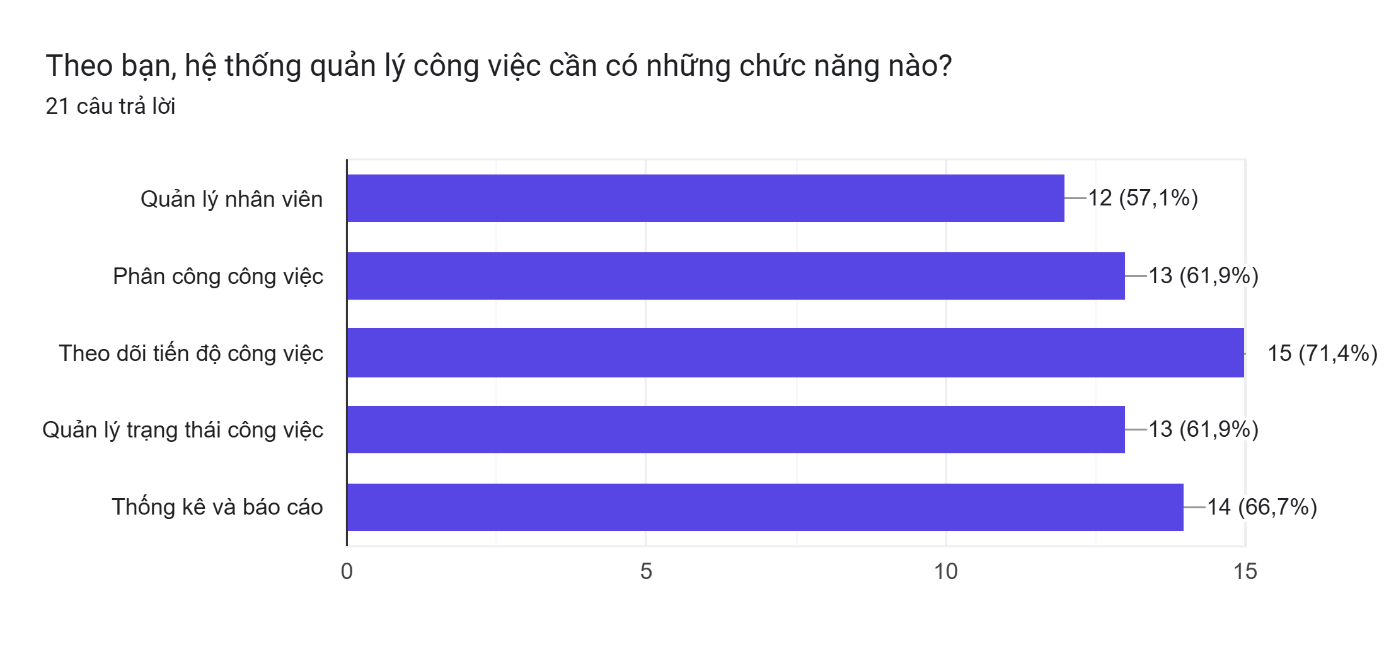 Theo bạn, hệ thống quản lý công việc cần có những chức năng nào?
21 câu trả lời
Quản lý nhân viên 12 (57,1%)
Phân công công việc 13 (61,9%)
Theo dõi tiến độ công việc 15 (71,4%)
Quản lý trạng thái công việc 13 (61,9%)
Thống kê và báo cáo 14 (66,7%)
0 5 10 15